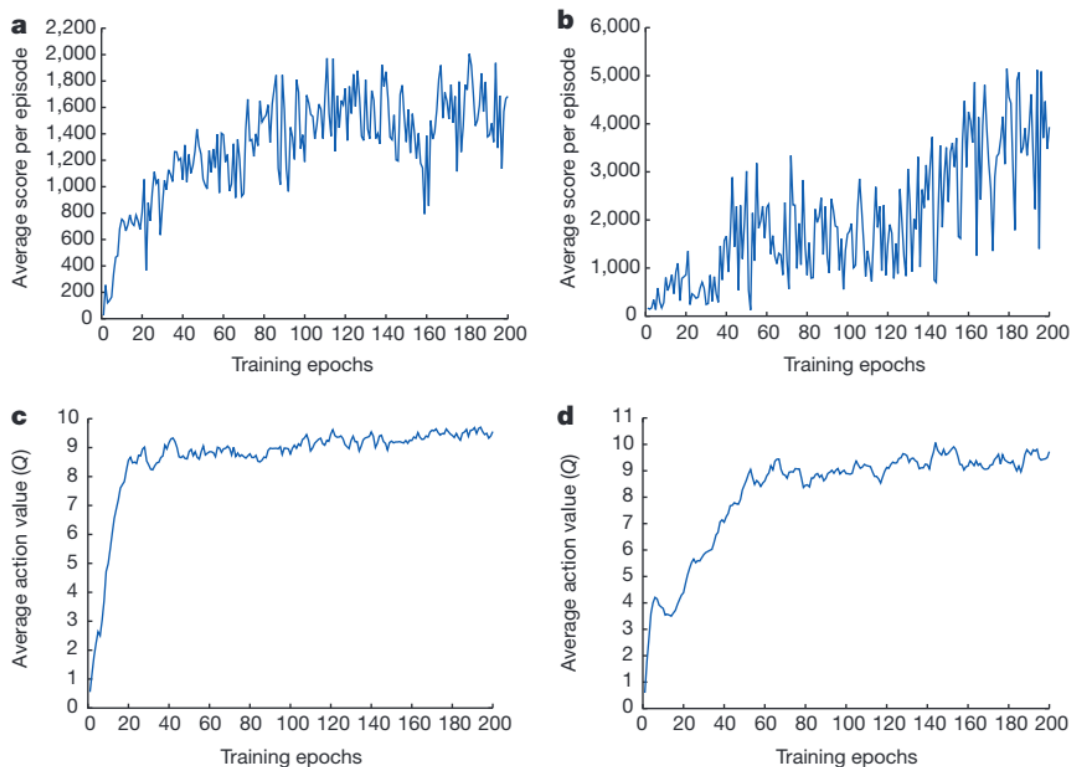 a
2,200
2,000
1,800
1,600
1,400
1,200
1,000
800
600
400
200
0
Average score per episode
0 20 40 60 80 100 120 140 160 180 200
Training epochs
b
6,000
5,000
4,000
3,000
2,000
1,000
0
Average score per episode
0 20 40 60 80 100 120 140 160 180 200
Training epochs
c
10
9
8
7
6
5
4
3
2
1
0
Average action value (Q)
0 20 40 60 80 100 120 140 160 180 200
Training epochs
d
11
10
9
8
7
6
5
4
3
2
1
0
Average action value (Q)
0 20 40 60 80 100 120 140 160 180 200
Training epochs